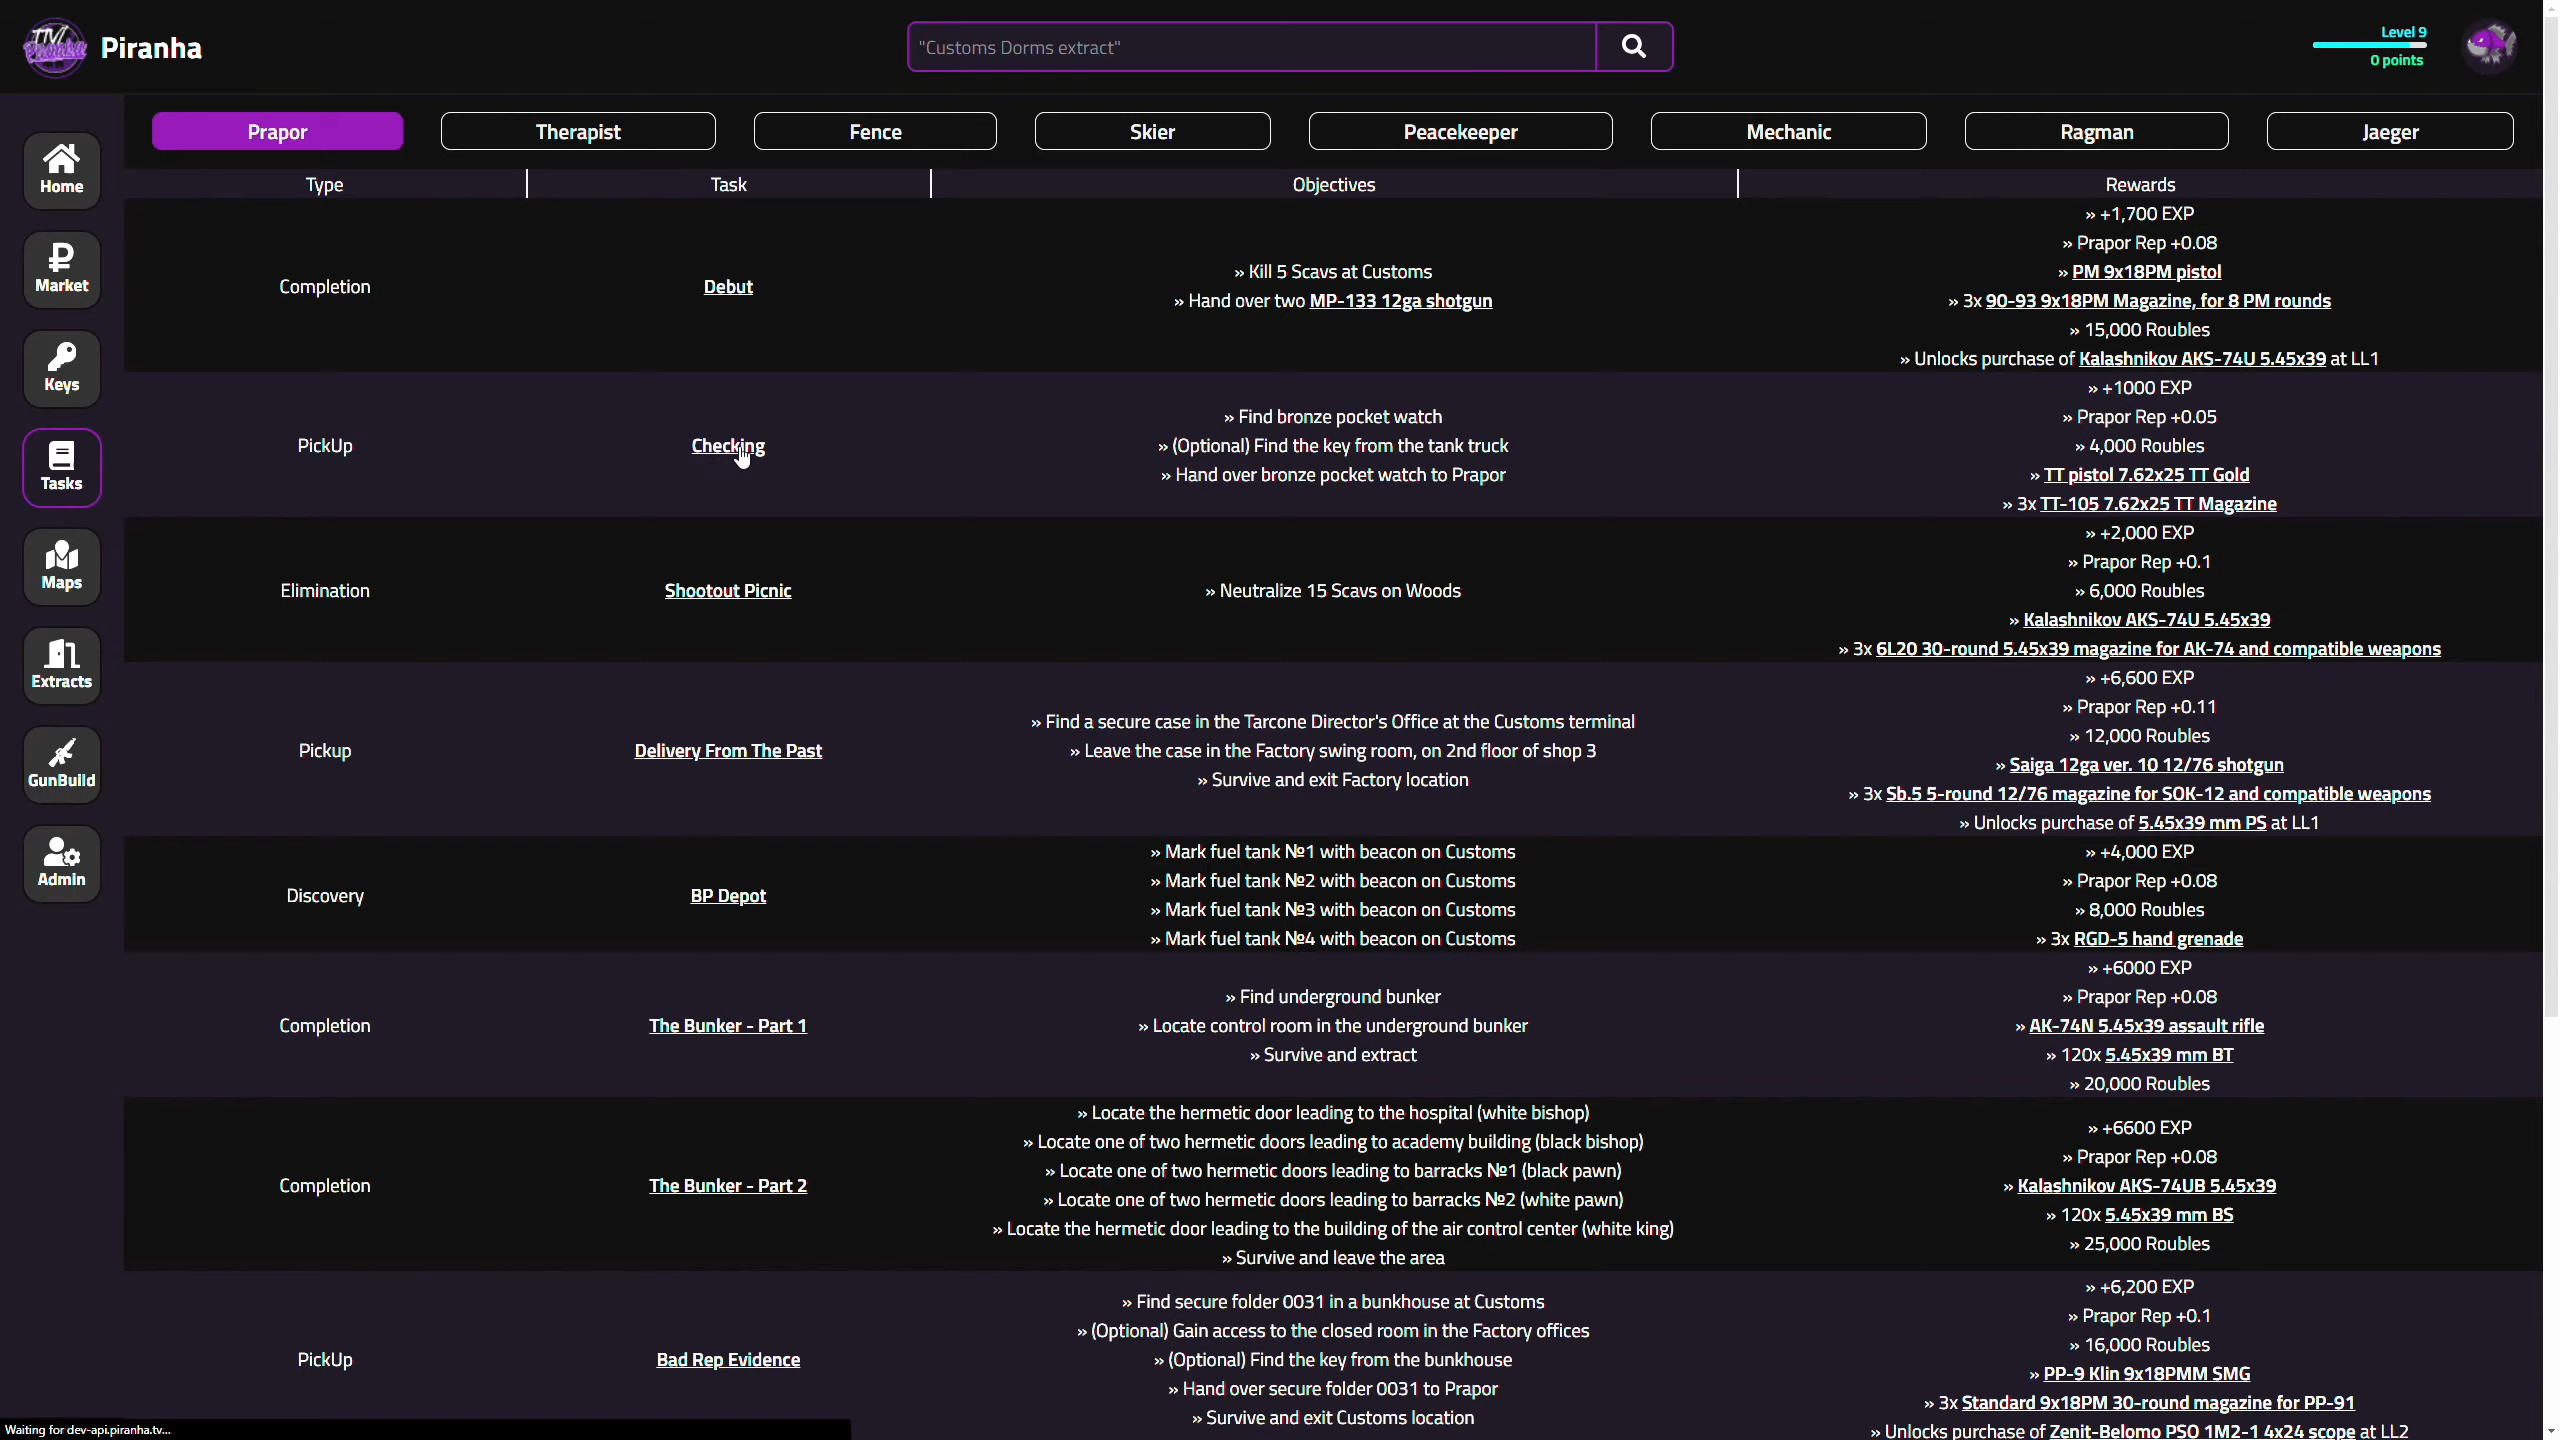 TTV
Piranha
Piranha
"Customs Dorms extract"
Level 9
0 points
Home
Market
Keys
Tasks
Maps
Extracts
GunBuild
Admin
Prapor
Therapist
Fence
Skier
Peacekeeper
Mechanic
Ragman
Jaeger
Type
Task
Objectives
Rewards
Completion
Debut
» Kill 5 Scavs at Customs
» Hand over two MP-133 12ga shotgun
» +1,700 EXP
» Prapor Rep +0.08
» PM 9x18PM pistol
» 3x 90-93 9x18PM Magazine, for 8 PM rounds
» 15,000 Roubles
» Unlocks purchase of Kalashnikov AKS-74U 5.45x39 at LL1
PickUp
Checking
» Find bronze pocket watch
» (Optional) Find the key from the tank truck
» Hand over bronze pocket watch to Prapor
» +1000 EXP
» Prapor Rep +0.05
» 4,000 Roubles
» TT pistol 7.62x25 TT Gold
» 3x TT-105 7.62x25 TT Magazine
Elimination
Shootout Picnic
» Neutralize 15 Scavs on Woods
» +2,000 EXP
» Prapor Rep +0.1
» 6,000 Roubles
» Kalashnikov AKS-74U 5.45x39
» 3x 6L20 30-round 5.45x39 magazine for AK-74 and compatible weapons
Pickup
Delivery From The Past
» Find a secure case in the Tarcone Director's Office at the Customs terminal
» Leave the case in the Factory swing room, on 2nd floor of shop 3
» Survive and exit Factory location
» +6,600 EXP
» Prapor Rep +0.11
» 12,000 Roubles
» Saiga 12ga ver. 10 12/76 shotgun
» 3x Sb.5 5-round 12/76 magazine for SOK-12 and compatible weapons
» Unlocks purchase of 5.45x39 mm PS at LL1
Discovery
BP Depot
» Mark fuel tank №1 with beacon on Customs
» Mark fuel tank №2 with beacon on Customs
» Mark fuel tank №3 with beacon on Customs
» Mark fuel tank №4 with beacon on Customs
» +4,000 EXP
» Prapor Rep +0.08
» 8,000 Roubles
» 3x RGD-5 hand grenade
Completion
The Bunker - Part 1
» Find underground bunker
» Locate control room in the underground bunker
» Survive and extract
» +6000 EXP
» Prapor Rep +0.08
» AK-74N 5.45x39 assault rifle
» 120x 5.45x39 mm BT
» 20,000 Roubles
Completion
The Bunker - Part 2
» Locate the hermetic door leading to the hospital (white bishop)
» Locate one of two hermetic doors leading to academy building (black bishop)
» Locate one of two hermetic doors leading to barracks №1 (black pawn)
» Locate one of two hermetic doors leading to barracks №2 (white pawn)
» Locate the hermetic door leading to the building of the air control center (white king)
» Survive and leave the area
» +6600 EXP
» Prapor Rep +0.08
» Kalashnikov AKS-74UB 5.45x39
» 120x 5.45x39 mm BS
» 25,000 Roubles
PickUp
Bad Rep Evidence
» Find secure folder 0031 in a bunkhouse at Customs
» (Optional) Gain access to the closed room in the Factory offices
» (Optional) Find the key from the bunkhouse
» Hand over secure folder 0031 to Prapor
» Survive and exit Customs location
» +6,200 EXP
» Prapor Rep +0.1
» 16,000 Roubles
» PP-9 Klin 9x18PMM SMG
» 3x Standard 9x18PM 30-round magazine for PP-91
» Unlocks purchase of Zenit-Belomo PSO 1M2-1 4x24 scope at LL2
Waiting for dev-api.piranha.tv...